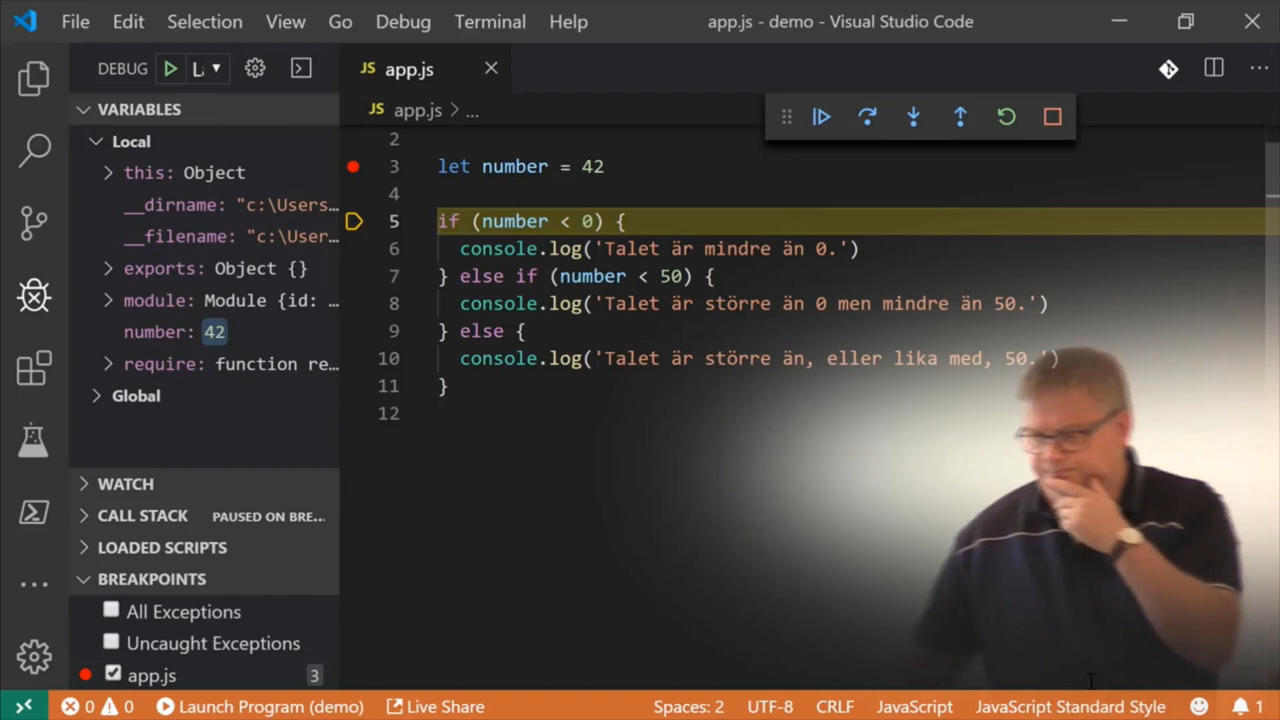 File Edit Selection View Go Debug Terminal Help app.js - demo - Visual Studio Code
DEBUG
JS app.js
JS app.js > ...
VARIABLES
Local
this: Object
__dirname: "c:\Users...
__filename: "c:\User...
exports: Object {}
module: Module {id: ...
number: 42
require: function re...
Global
WATCH
CALL STACK PAUSED ON BRE...
LOADED SCRIPTS
BREAKPOINTS
All Exceptions
Uncaught Exceptions
app.js 3
2
3 let number = 42
4
5 if (number < 0) {
6 console.log('Talet är mindre än 0.')
7 } else if (number < 50) {
8 console.log('Talet är större än 0 men mindre än 50.')
9 } else {
10 console.log('Talet är större än, eller lika med, 50.')
11 }
12
0 0 Launch Program (demo) Live Share Spaces: 2 UTF-8 CRLF JavaScript JavaScript Standard Style 1